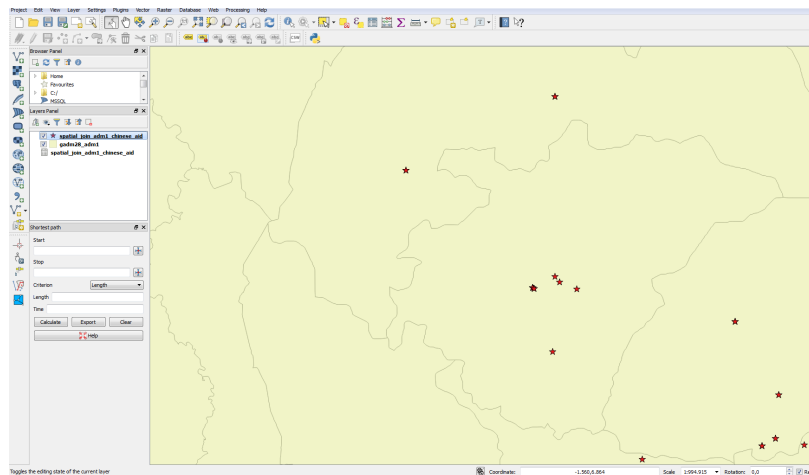 Project Edit View Layer Settings Plugins Vector Raster Database Web Processing Help
Browser Panel
Home
Favourites
C:/
MSSQL
Layers Panel
spatial_join_adm1_chinese_aid
gadm28_adm1
spatial_join_adm1_chinese_aid
Shortest path
Start
Stop
Criterion Length
Length
Time
Calculate Export Clear
Help
Toggles the editing state of the current layer Coordinate: -1.560,6.864 Scale 1:994.915 Rotation: 0,0